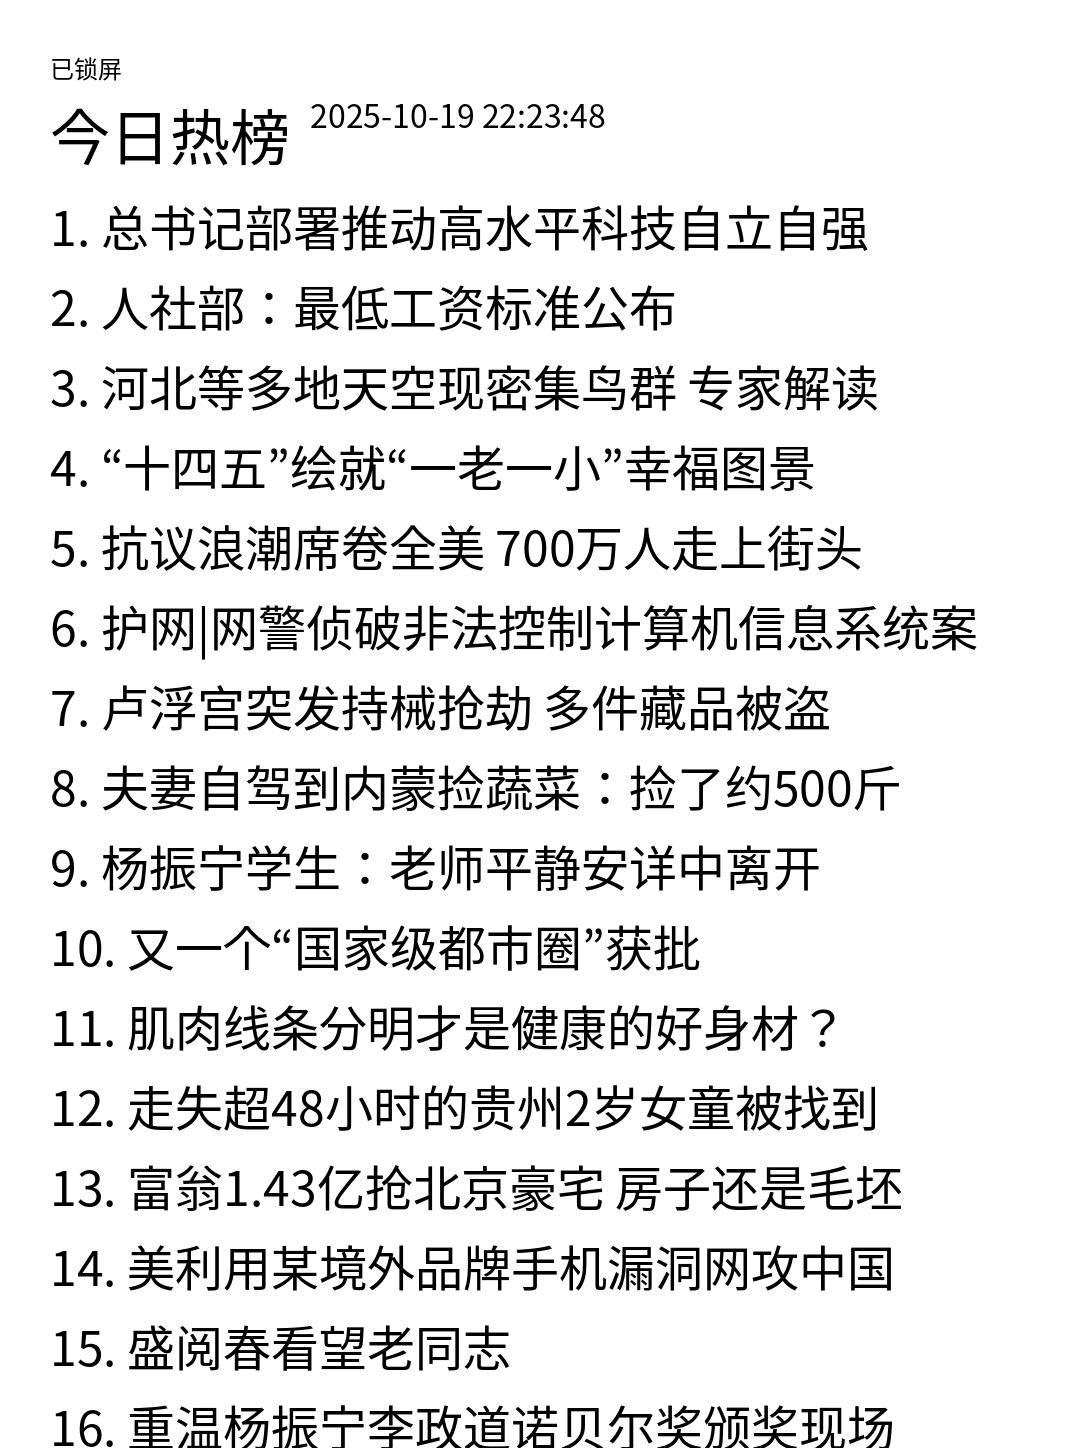 已锁屏
今日热榜 2025-10-19 22:23:48
1. 总书记部署推动高水平科技自立自强
2. 人社部：最低工资标准公布
3. 河北等多地天空现密集鸟群 专家解读
4. “十四五”绘就“一老一小”幸福图景
5. 抗议浪潮席卷全美 700万人走上街头
6. 护网|网警侦破非法控制计算机信息系统案
7. 卢浮宫突发持械抢劫 多件藏品被盗
8. 夫妻自驾到内蒙捡蔬菜：捡了约500斤
9. 杨振宁学生：老师平静安详中离开
10. 又一个“国家级都市圈”获批
11. 肌肉线条分明才是健康的好身材？
12. 走失超48小时的贵州2岁女童被找到
13. 富翁1.43亿抢北京豪宅 房子还是毛坯
14. 美利用某境外品牌手机漏洞网攻中国
15. 盛阅春看望老同志
16. 重温杨振宁李政道诺贝尔奖颁奖现场